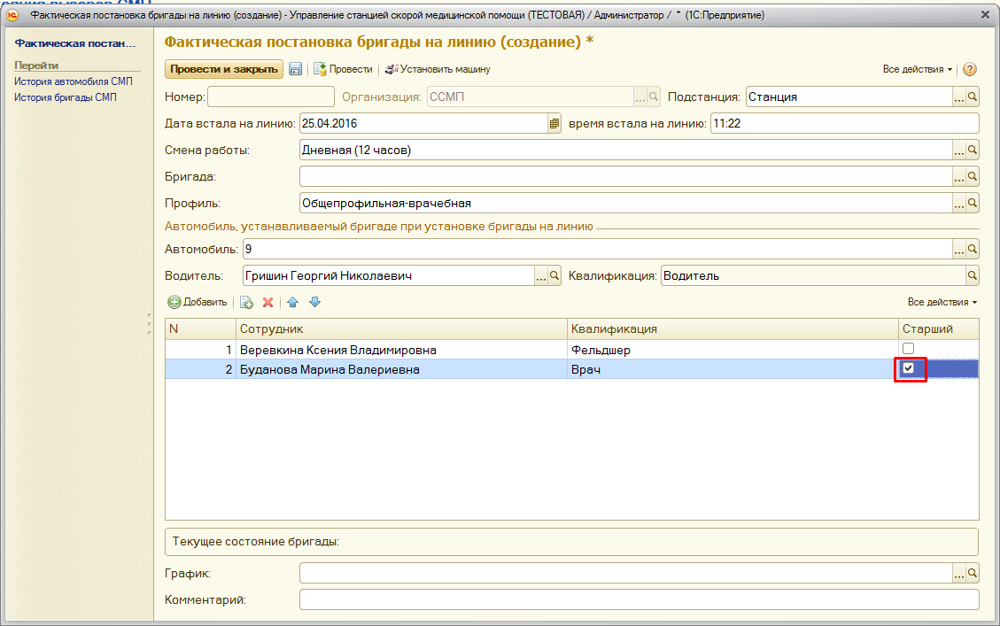 Фактическая постановка бригады на линию (создание) - Управление станцией скорой медицинской помощи (ТЕСТОВАЯ) / Администратор / * (1С:Предприятие)
Фактическая постан...
Перейти
История автомобиля СМП
История бригады СМП
Фактическая постановка бригады на линию (создание) *
Провести и закрыть Провести Установить машину Все действия ?
Номер: Организация: ССМП ... Подстанция: Станция ...
Дата встала на линию: 25.04.2016 время встала на линию: 11:22
Смена работы: Дневная (12 часов) ...
Бригада: ...
Профиль: Общепрофильная-врачебная ...
Автомобиль, устанавливаемый бригаде при установке бригады на линию
Автомобиль: 9 ...
Водитель: Гришин Георгий Николаевич ... Квалификация: Водитель
Добавить Все действия
N Сотрудник Квалификация Старший
1 Веревкина Ксения Владимировна Фельдшер
2 Буданова Марина Валериевна Врач
Текущее состояние бригады:
График: ...
Комментарий: